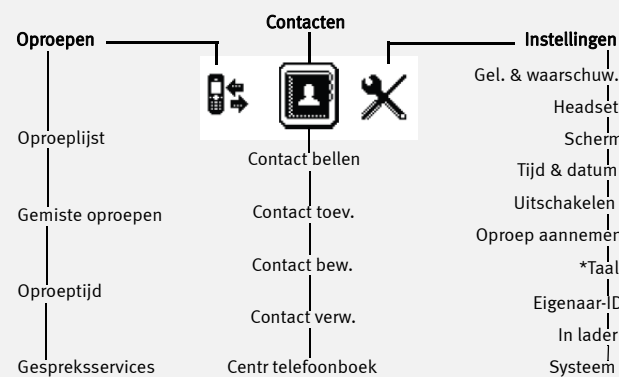 Oproepen
Oproeplijst
Gemiste oproepen
Oproeptijd
Gespreksservices
Contacten
Contact bellen
Contact toev.
Contact bew.
Contact verw.
Centr telefoonboek
Instellingen
Gel. & waarschuw.
Headset
Scherm
Tijd & datum
Uitschakelen
Oproep aannemen
*Taal
Eigenaar-ID
In lader
Systeem